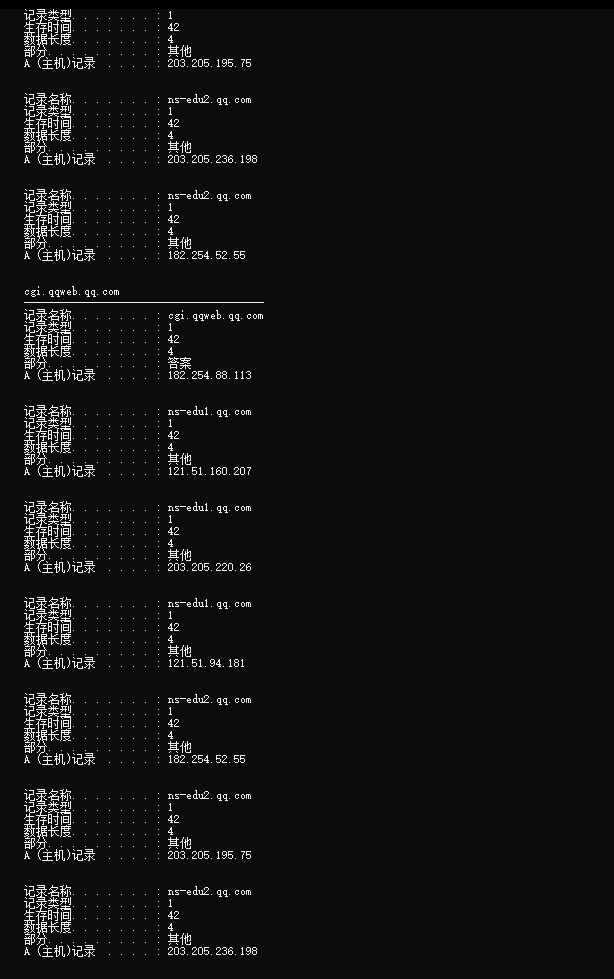 记录类型. . . . . . . : 1
生存时间. . . . . . . : 42
数据长度. . . . . . . : 4
部分. . . . . . . . . : 其他
A (主机)记录  . . . . : 203.205.195.75
记录名称. . . . . . . : ns-edu2.qq.com
记录类型. . . . . . . : 1
生存时间. . . . . . . : 42
数据长度. . . . . . . : 4
部分. . . . . . . . . : 其他
A (主机)记录  . . . . : 203.205.236.198
记录名称. . . . . . . : ns-edu2.qq.com
记录类型. . . . . . . : 1
生存时间. . . . . . . : 42
数据长度. . . . . . . : 4
部分. . . . . . . . . : 其他
A (主机)记录  . . . . : 182.254.52.55
cgi.qqweb.qq.com
记录名称. . . . . . . : cgi.qqweb.qq.com
记录类型. . . . . . . : 1
生存时间. . . . . . . : 42
数据长度. . . . . . . : 4
部分. . . . . . . . . : 答案
A (主机)记录  . . . . : 182.254.88.113
记录名称. . . . . . . : ns-edu1.qq.com
记录类型. . . . . . . : 1
生存时间. . . . . . . : 42
数据长度. . . . . . . : 4
部分. . . . . . . . . : 其他
A (主机)记录  . . . . : 121.51.160.207
记录名称. . . . . . . : ns-edu1.qq.com
记录类型. . . . . . . : 1
生存时间. . . . . . . : 42
数据长度. . . . . . . : 4
部分. . . . . . . . . : 其他
A (主机)记录  . . . . : 203.205.220.26
记录名称. . . . . . . : ns-edu1.qq.com
记录类型. . . . . . . : 1
生存时间. . . . . . . : 42
数据长度. . . . . . . : 4
部分. . . . . . . . . : 其他
A (主机)记录  . . . . : 121.51.94.181
记录名称. . . . . . . : ns-edu2.qq.com
记录类型. . . . . . . : 1
生存时间. . . . . . . : 42
数据长度. . . . . . . : 4
部分. . . . . . . . . : 其他
A (主机)记录  . . . . : 182.254.52.55
记录名称. . . . . . . : ns-edu2.qq.com
记录类型. . . . . . . : 1
生存时间. . . . . . . : 42
数据长度. . . . . . . : 4
部分. . . . . . . . . : 其他
A (主机)记录  . . . . : 203.205.195.75
记录名称. . . . . . . : ns-edu2.qq.com
记录类型. . . . . . . : 1
生存时间. . . . . . . : 42
数据长度. . . . . . . : 4
部分. . . . . . . . . : 其他
A (主机)记录  . . . . : 203.205.236.198